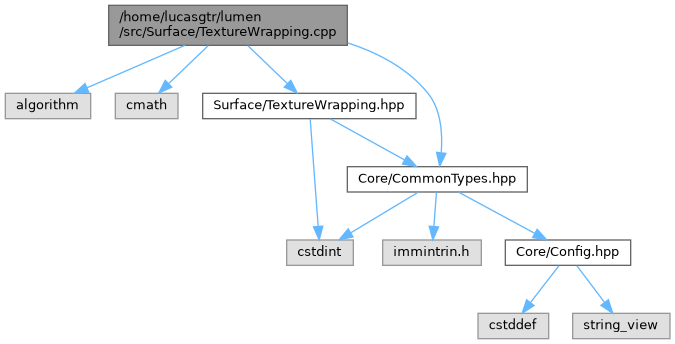 /home/lucasgtr/lumen
/src/Surface/TextureWrapping.cpp
algorithm
cmath
Surface/TextureWrapping.hpp
Core/CommonTypes.hpp
cstdint
immintrin.h
Core/Config.hpp
cstddef
string_view